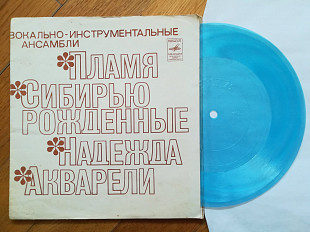 ВОКАЛЬНО-ИНСТРУМЕНТАЛЬНЫЕ
АНСАМБЛИ
ПЛАМЯ
СИБИРЬЮ
РОЖДЕННЫЕ
НАДЕЖДА
АКВАРЕЛИ